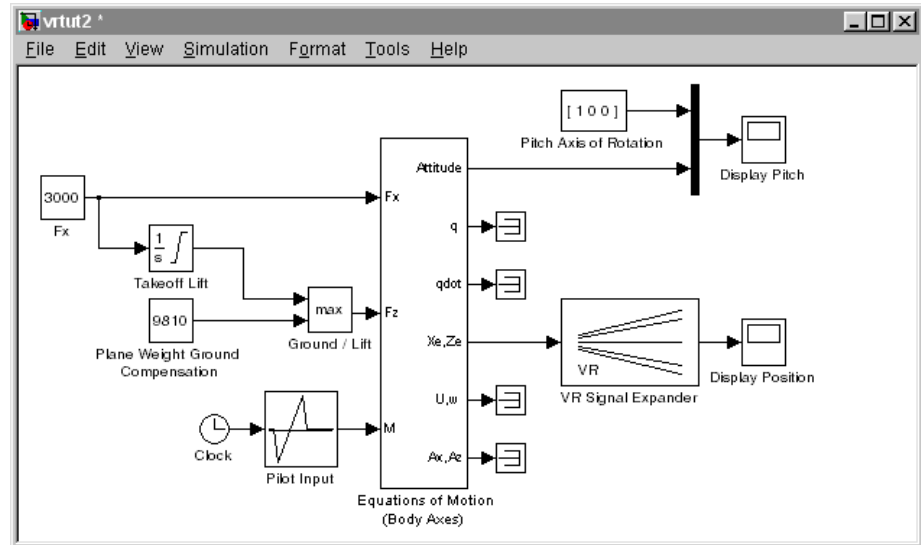 vrtut2 *
File Edit View Simulation Format Tools Help
[ 1 0 0 ]
Pitch Axis of Rotation
Display Pitch
3000
Fx
1
s
Takeoff Lift
9810
Plane Weight Ground
Compensation
max
Ground / Lift
Clock
Pilot Input
Fx
Fz
M
Attitude
q
qdot
Xe,Ze
U,w
Ax,Az
Equations of Motion
(Body Axes)
VR
VR Signal Expander
Display Position